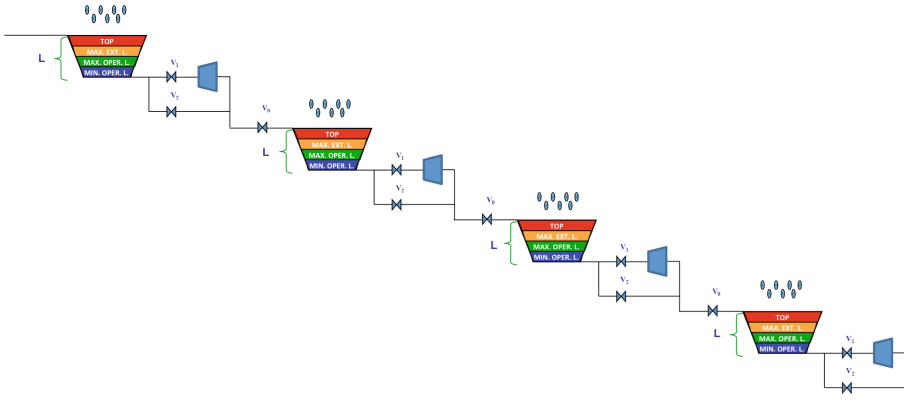 TOP
MAX. EXT. L.
MAX. OPER. L.
MIN. OPER. L.
L
V1
V2
V0
TOP
MAX. EXT. L.
MAX. OPER. L.
MIN. OPER. L.
L
V1
V2
V0
TOP
MAX. EXT. L.
MAX. OPER. L.
MIN. OPER. L.
L
V1
V2
V0
TOP
MAX. EXT. L.
MAX. OPER. L.
MIN. OPER. L.
L
V1
V2